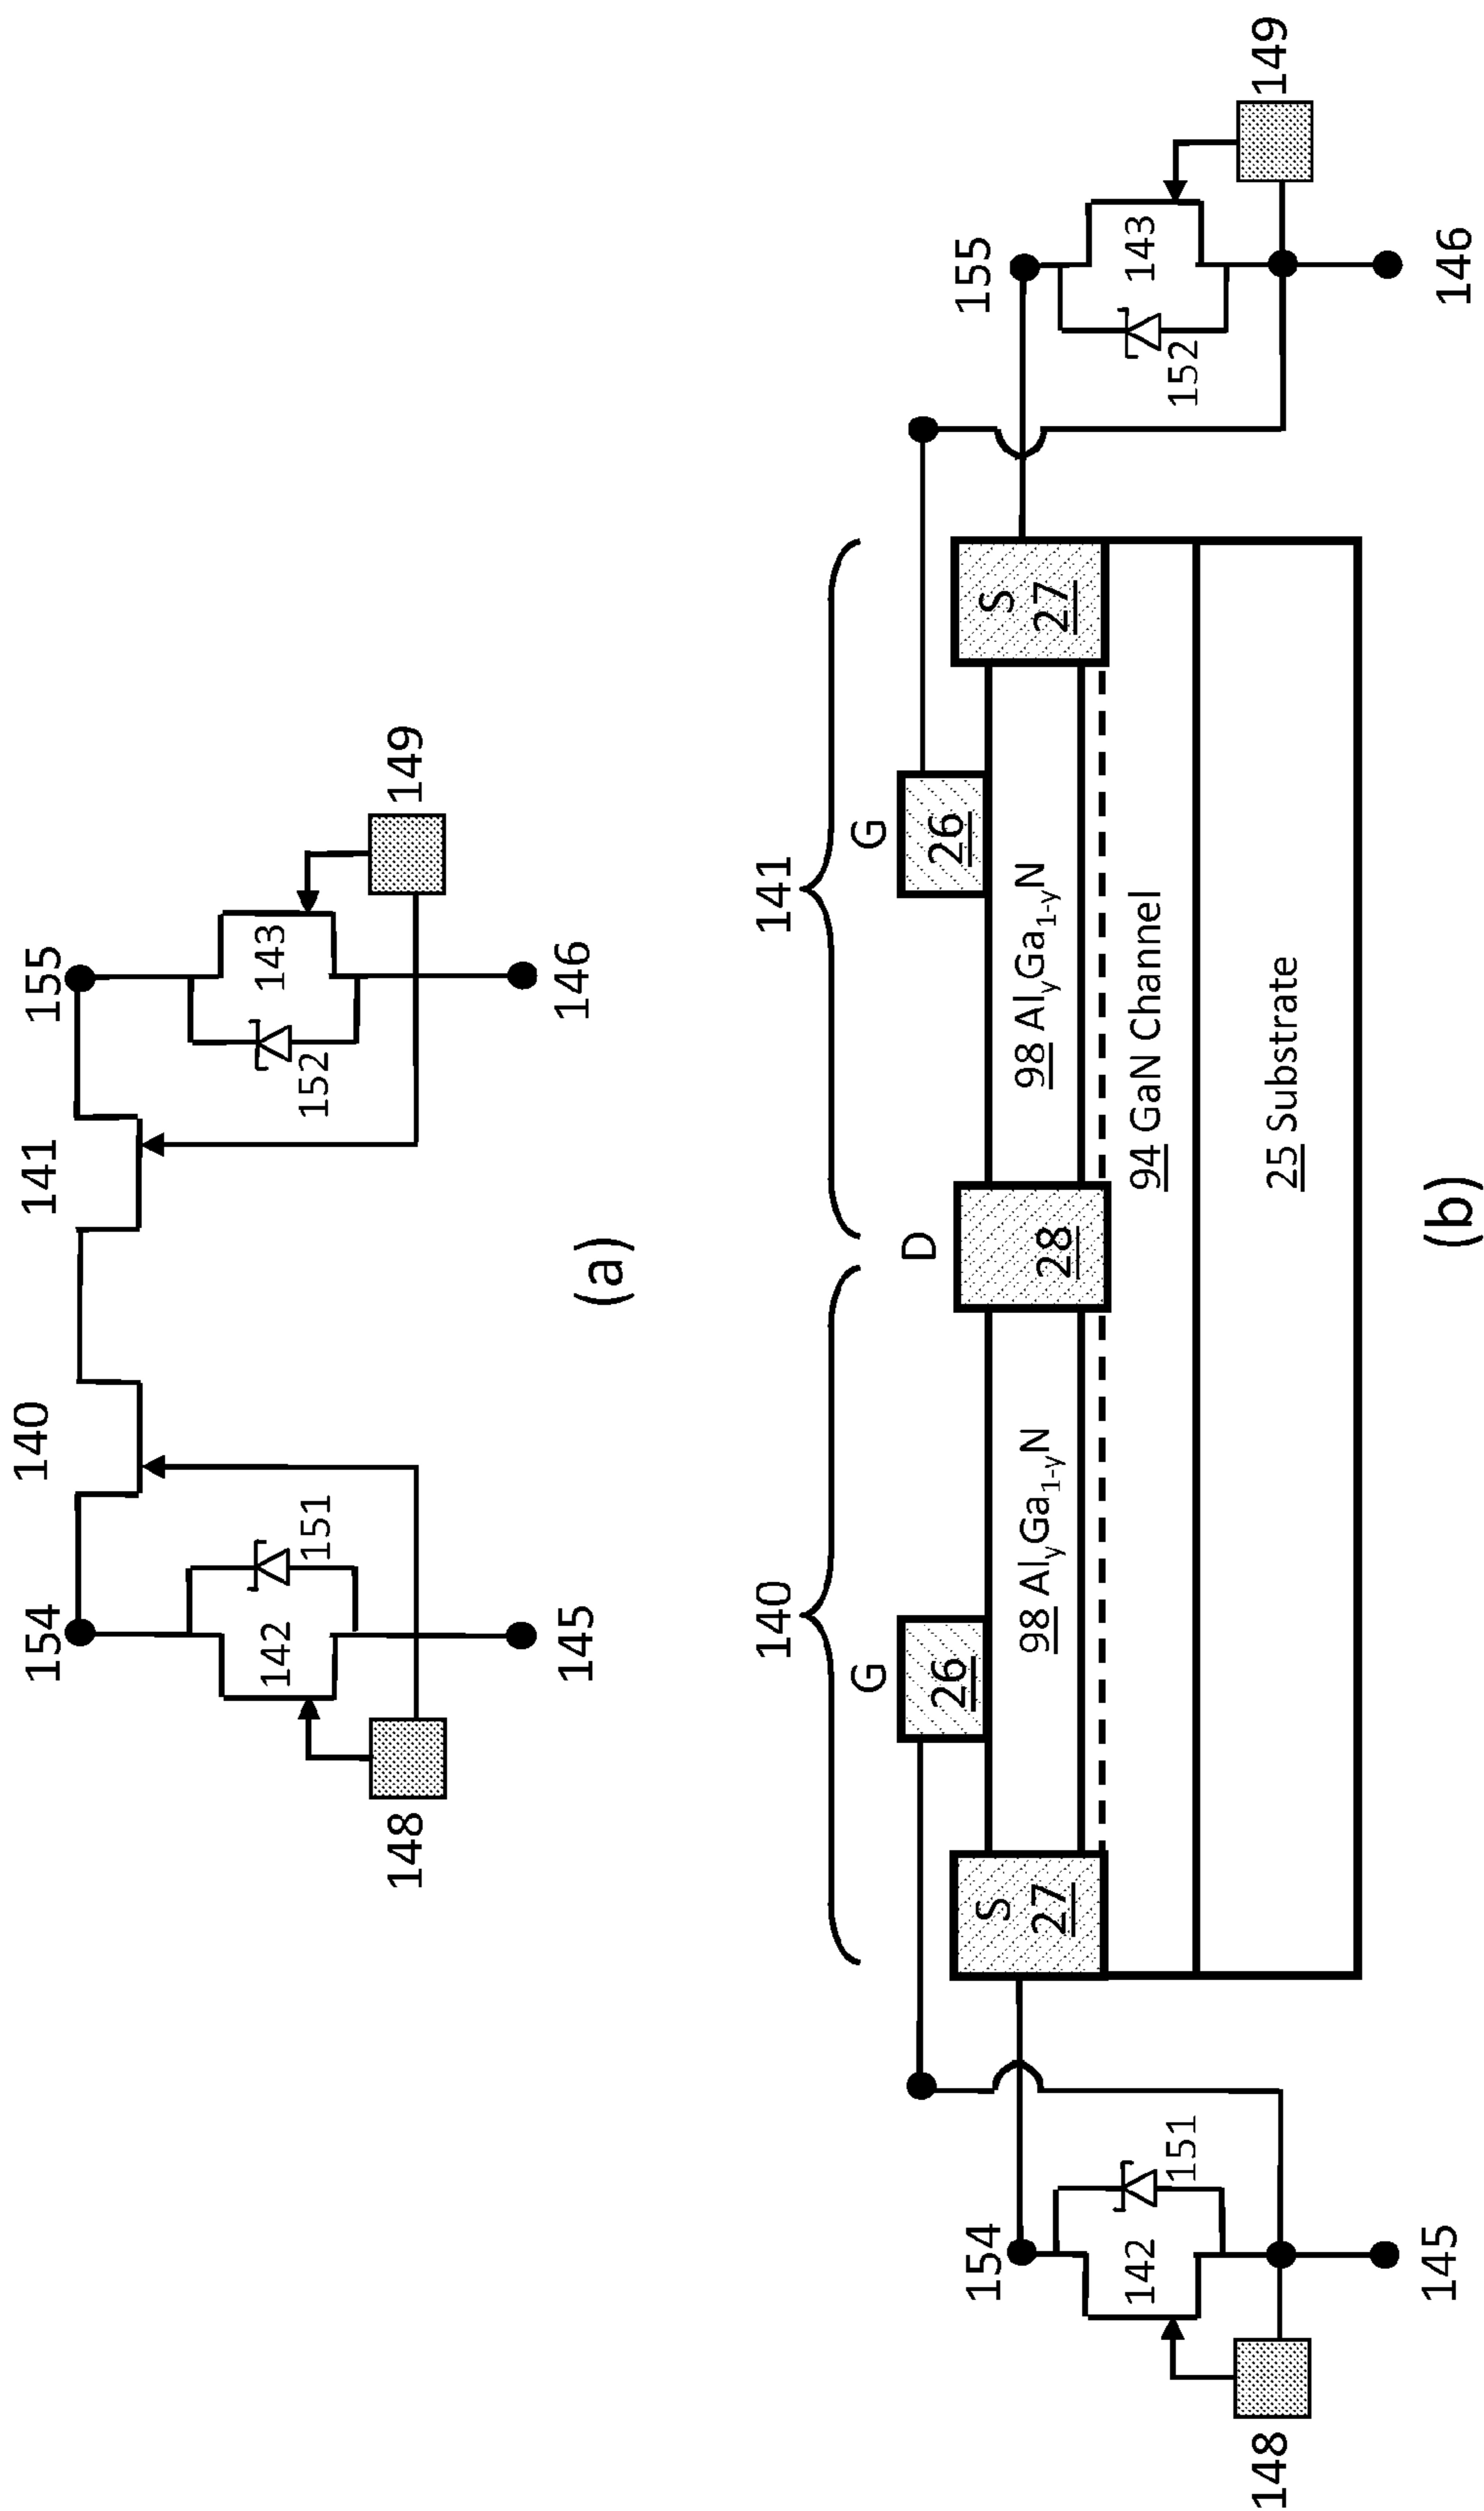 154
140
141
155
142
151
152
143
148
149
145
146
(a)
140
141
G
D
G
26
26
154
S
27
28
S
27
155
98 AlyGa1-yN
98 AlyGa1-yN
142
151
94 GaN Channel
152
143
25 Substrate
148
149
145
146
(b)